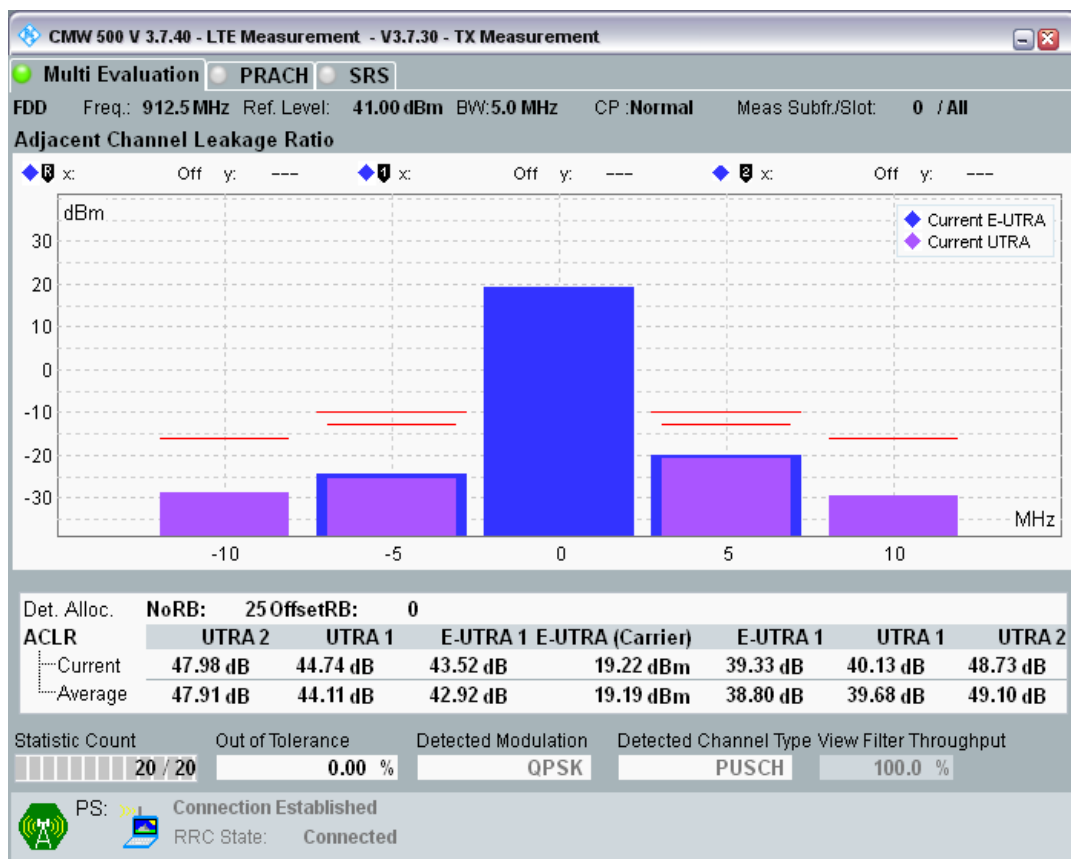 CMW 500 V 3.7.40 - LTE Measurement - V3.7.30 - TX Measurement
Multi Evaluation PRACH SRS
FDD Freq.: 912.5 MHz Ref. Level: 41.00 dBm BW:5.0 MHz CP :Normal Meas Subfr./Slot: 0 / All
Adjacent Channel Leakage Ratio
R x: Off y: --- 1 x: Off y: --- 2 x: Off y: ---
dBm
Current E-UTRA
Current UTRA
30
20
10
0
-10
-20
-30
MHz
-10 -5 0 5 10
Det. Alloc. NoRB: 25 OffsetRB: 0
ACLR UTRA 2 UTRA 1 E-UTRA 1 E-UTRA (Carrier) E-UTRA 1 UTRA 1 UTRA 2
Current 47.98 dB 44.74 dB 43.52 dB 19.22 dBm 39.33 dB 40.13 dB 48.73 dB
Average 47.91 dB 44.11 dB 42.92 dB 19.19 dBm 38.80 dB 39.68 dB 49.10 dB
Statistic Count Out of Tolerance Detected Modulation Detected Channel Type View Filter Throughput
20 / 20 0.00 % QPSK PUSCH 100.0 %
PS: Connection Established
RRC State: Connected